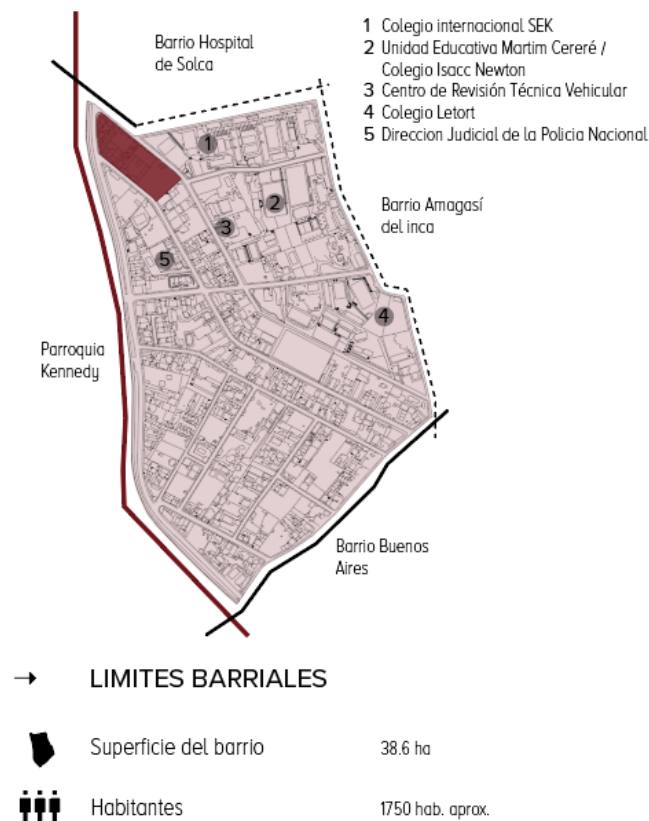 Barrio Hospital
de Solca
1 Colegio internacional SEK
2 Unidad Educativa Martim Cereré /
Colegio Isacc Newton
3 Centro de Revisión Técnica Vehicular
4 Colegio Letort
5 Direccion Judicial de la Policia Nacional
1
2
3
5
4
Barrio Amagasí
del inca
Parroquia
Kennedy
Barrio Buenos
Aires
→ LIMITES BARRIALES
Superficie del barrio 38.6 ha
Habitantes 1750 hab. aprox.